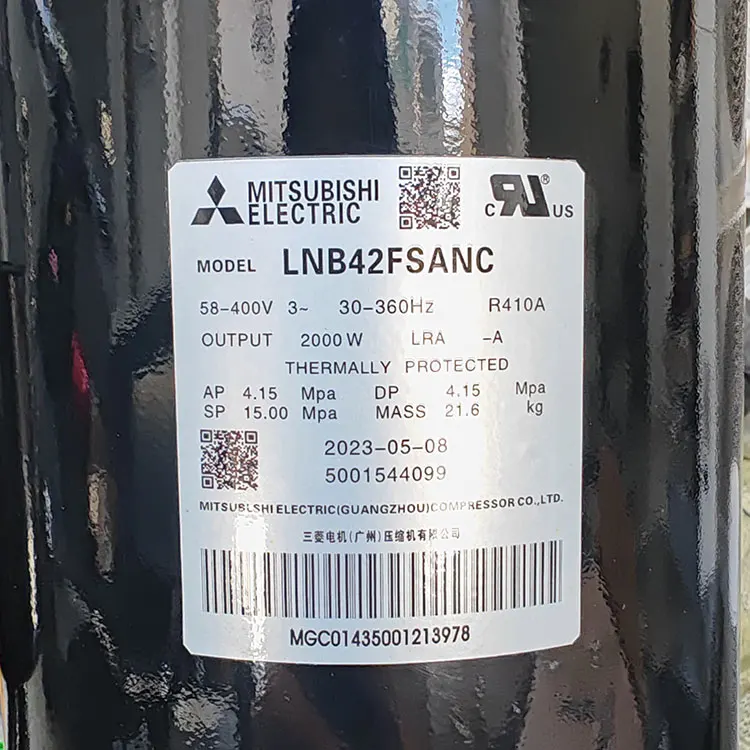 MITSUBISHI
ELECTRIC
C RU® US
MODEL LNB42FSANC
58-400V 3~ 30-360Hz R410A
OUTPUT 2000W LRA -A
THERMALLY PROTECTED
AP 4.15 Mpa DP 4.15 Mpa
SP 15.00 Mpa MASS 21.6 kg
2023-05-08
5001544099
MITSUBISHI ELECTRIC(GUANGZHOU)COMPRESSOR CO.,LTD.
三菱电机(广州)压缩机有限公司
MGC01435001213978